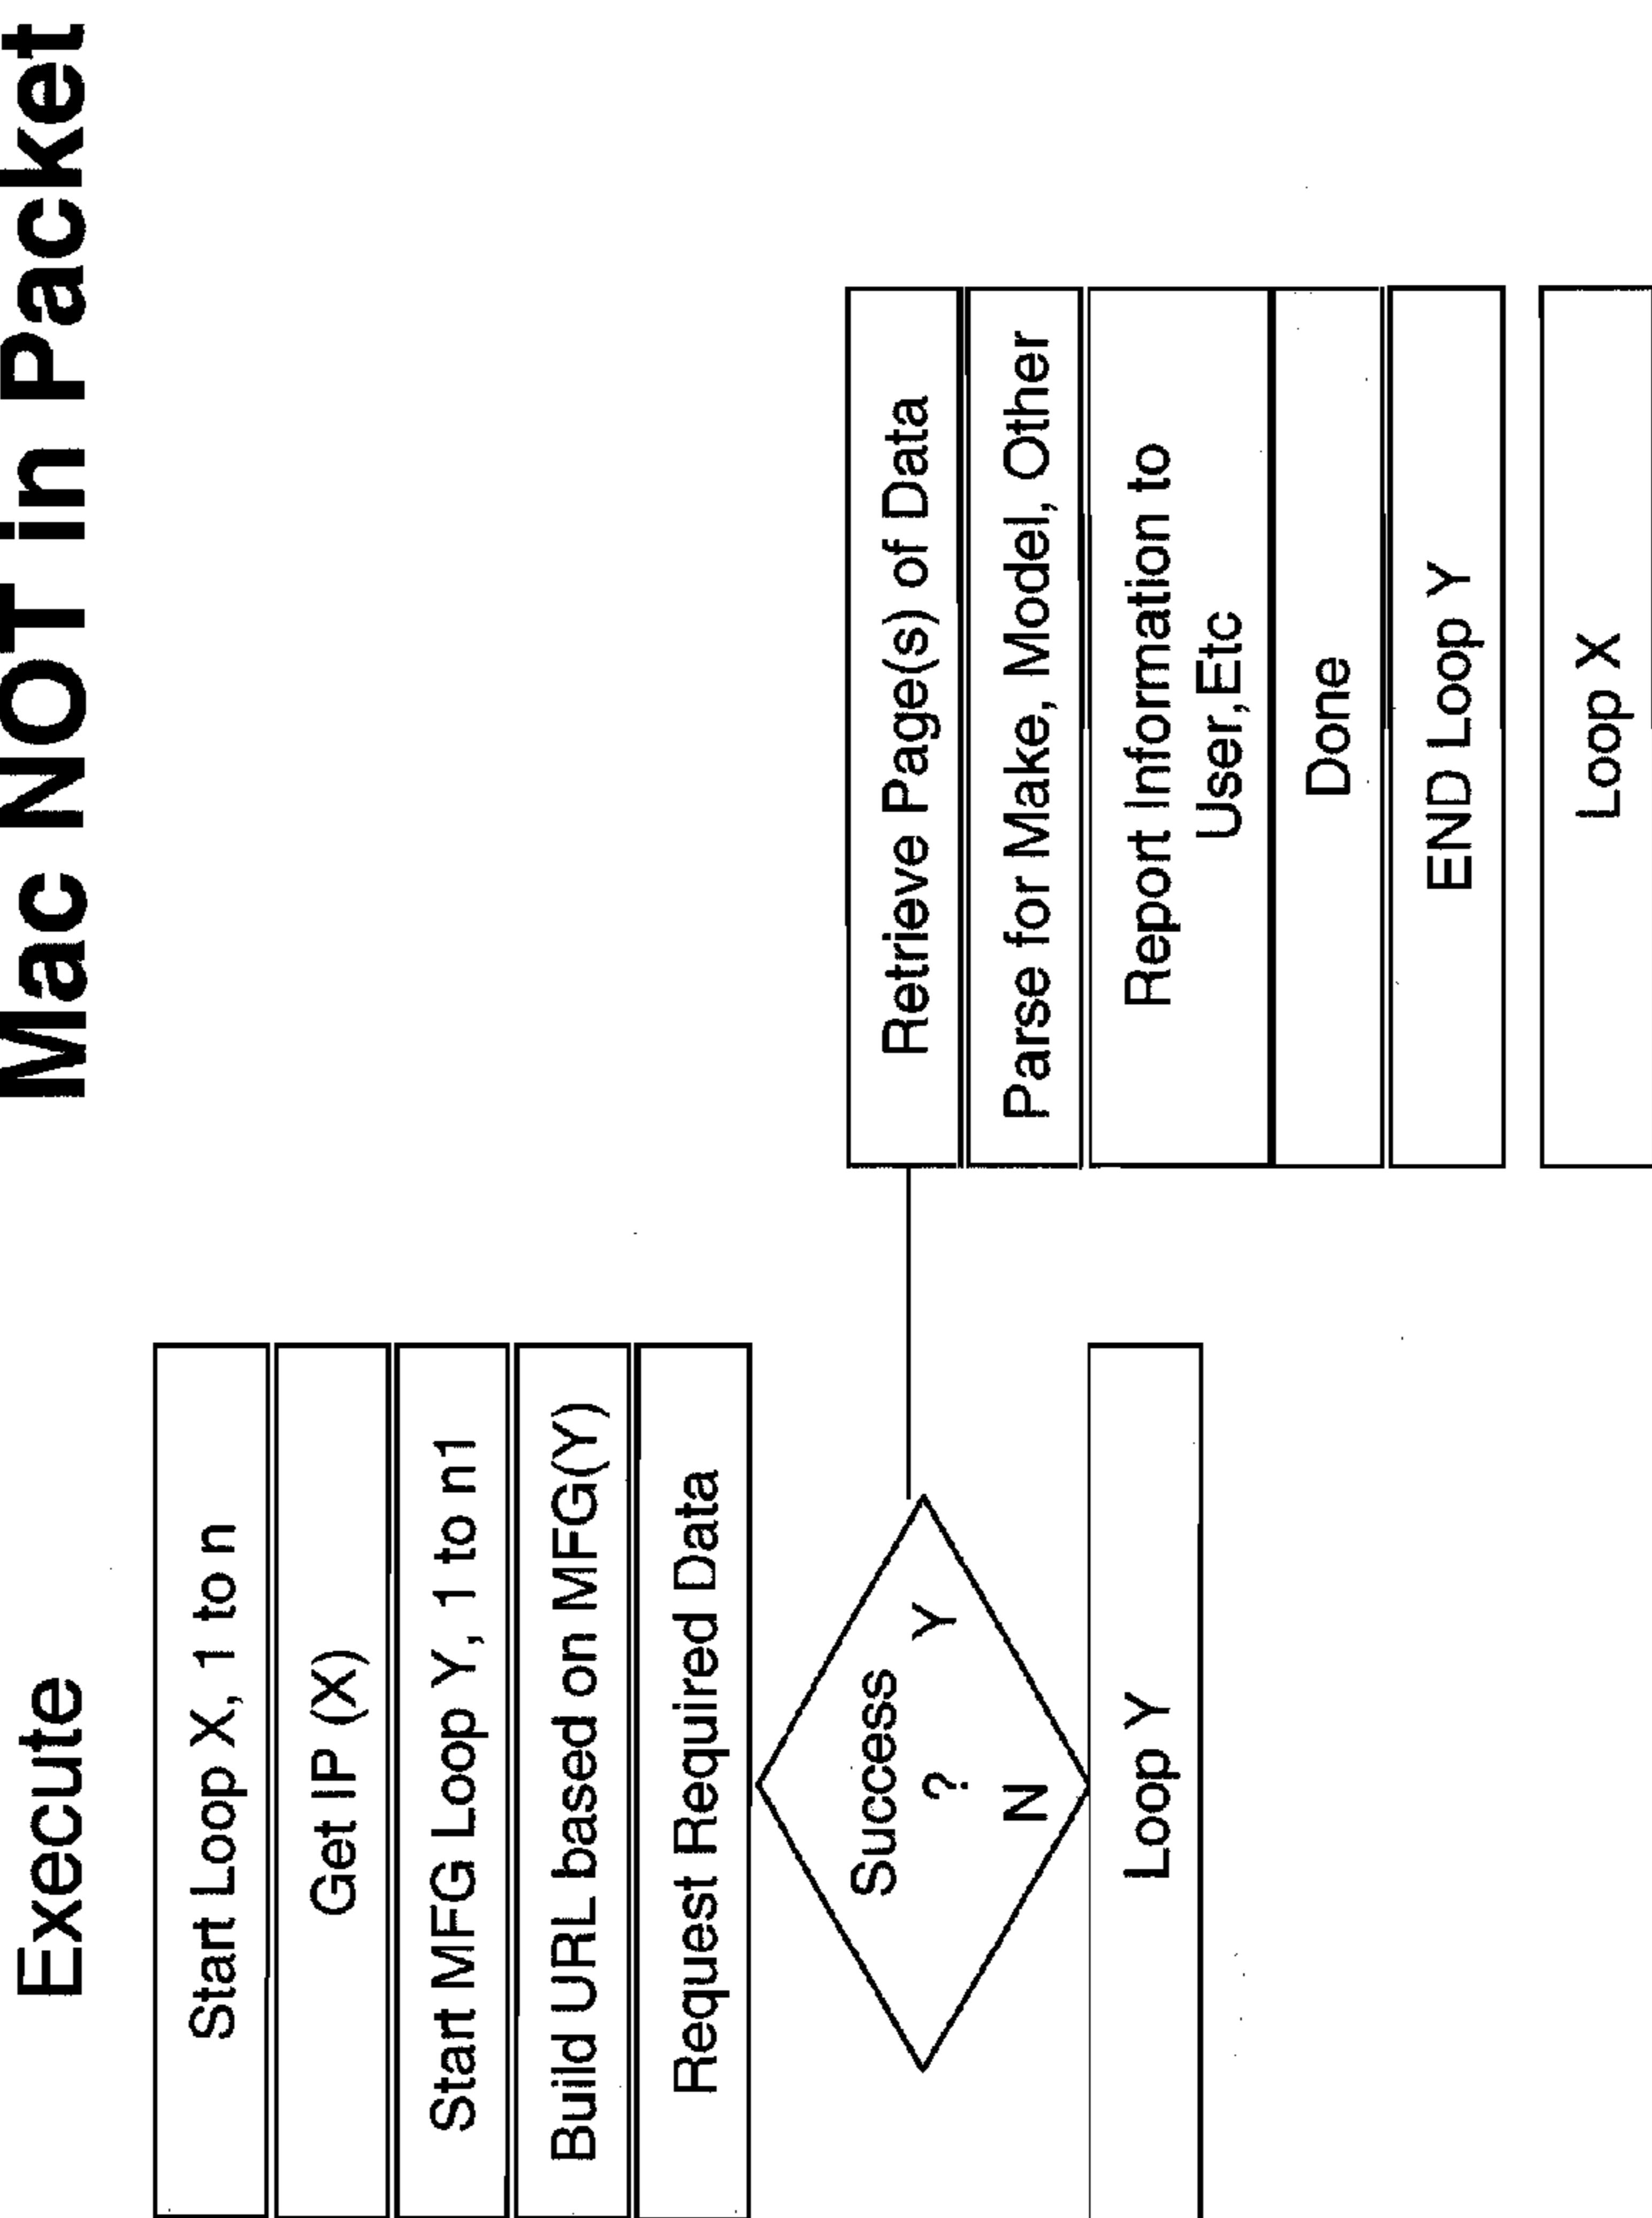 Mac NOT in Packet
Execute
Start Loop X, 1 to n
Get IP (X)
Start MFG Loop Y, 1 to n1
Build URL based on MFG(Y)
Request Required Data
Success
?
Y
N
Loop Y
Retrieve Page(s) of Data
Parse for Make, Model, Other
Report Information to
User,Etc
Done
END Loop Y
Loop X